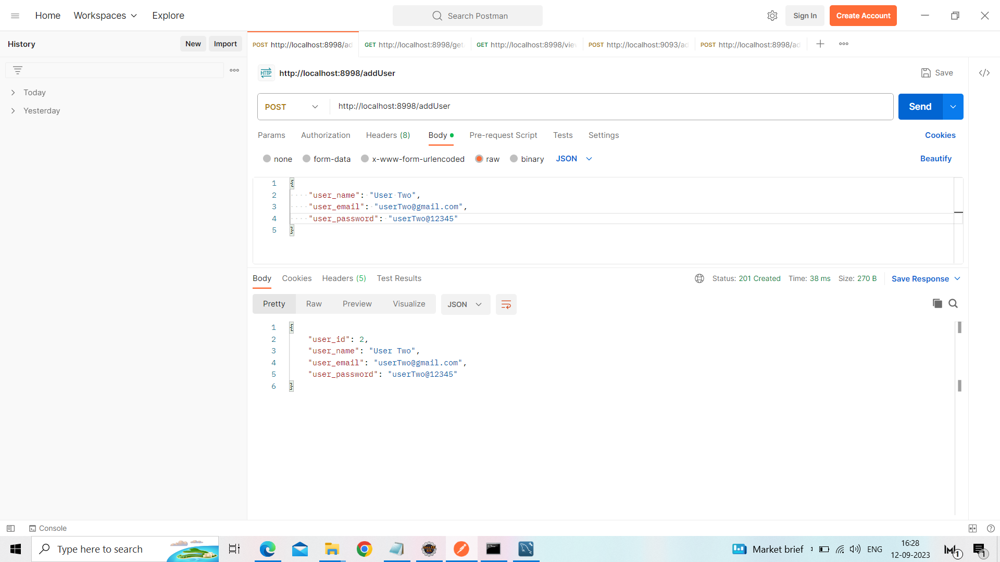 Home Workspaces Explore Search Postman Sign In Create Account
History New Import
POST http://localhost:8998/ad GET http://localhost:8998/get GET http://localhost:8998/vie POST http://localhost:9093/ad POST http://localhost:8998/ad
HTTP http://localhost:8998/addUser Save </>
Today
Yesterday
POST http://localhost:8998/addUser Send
Params Authorization Headers (8) Body Pre-request Script Tests Settings Cookies
none form-data x-www-form-urlencoded raw binary JSON Beautify
1 {
2 "user_name": "User Two",
3 "user_email": "userTwo@gmail.com",
4 "user_password": "userTwo@12345"
5 }
Body Cookies Headers (5) Test Results Status: 201 Created Time: 38 ms Size: 270 B Save Response
Pretty Raw Preview Visualize JSON
1 {
2 "user_id": 2,
3 "user_name": "User Two",
4 "user_email": "userTwo@gmail.com",
5 "user_password": "userTwo@12345"
6 }
Console
Type here to search Market brief ENG 16:28 1 1
12-09-2023